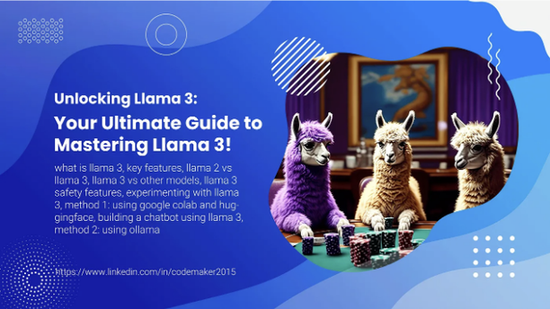 Unlocking Llama 3:
Your Ultimate Guide to
Mastering Llama 3!
what is llama 3, key features, llama 2 vs
llama 3, llama 3 vs other models, llama 3
safety features, experimenting with llama
3, method 1: using google colab and hug-
gingface, building a chatbot using llama 3,
method 2: using ollama
https://www.linkedin.com/in/codemaker2015